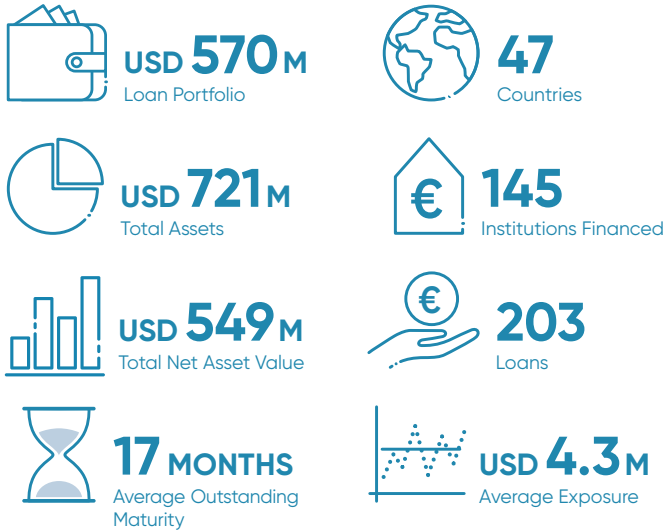 USD 570 M
Loan Portfolio
47
Countries
USD 721 M
Total Assets
€
145
Institutions Financed
USD 549 M
Total Net Asset Value
€
203
Loans
17 MONTHS
Average Outstanding
Maturity
USD 4.3 M
Average Exposure